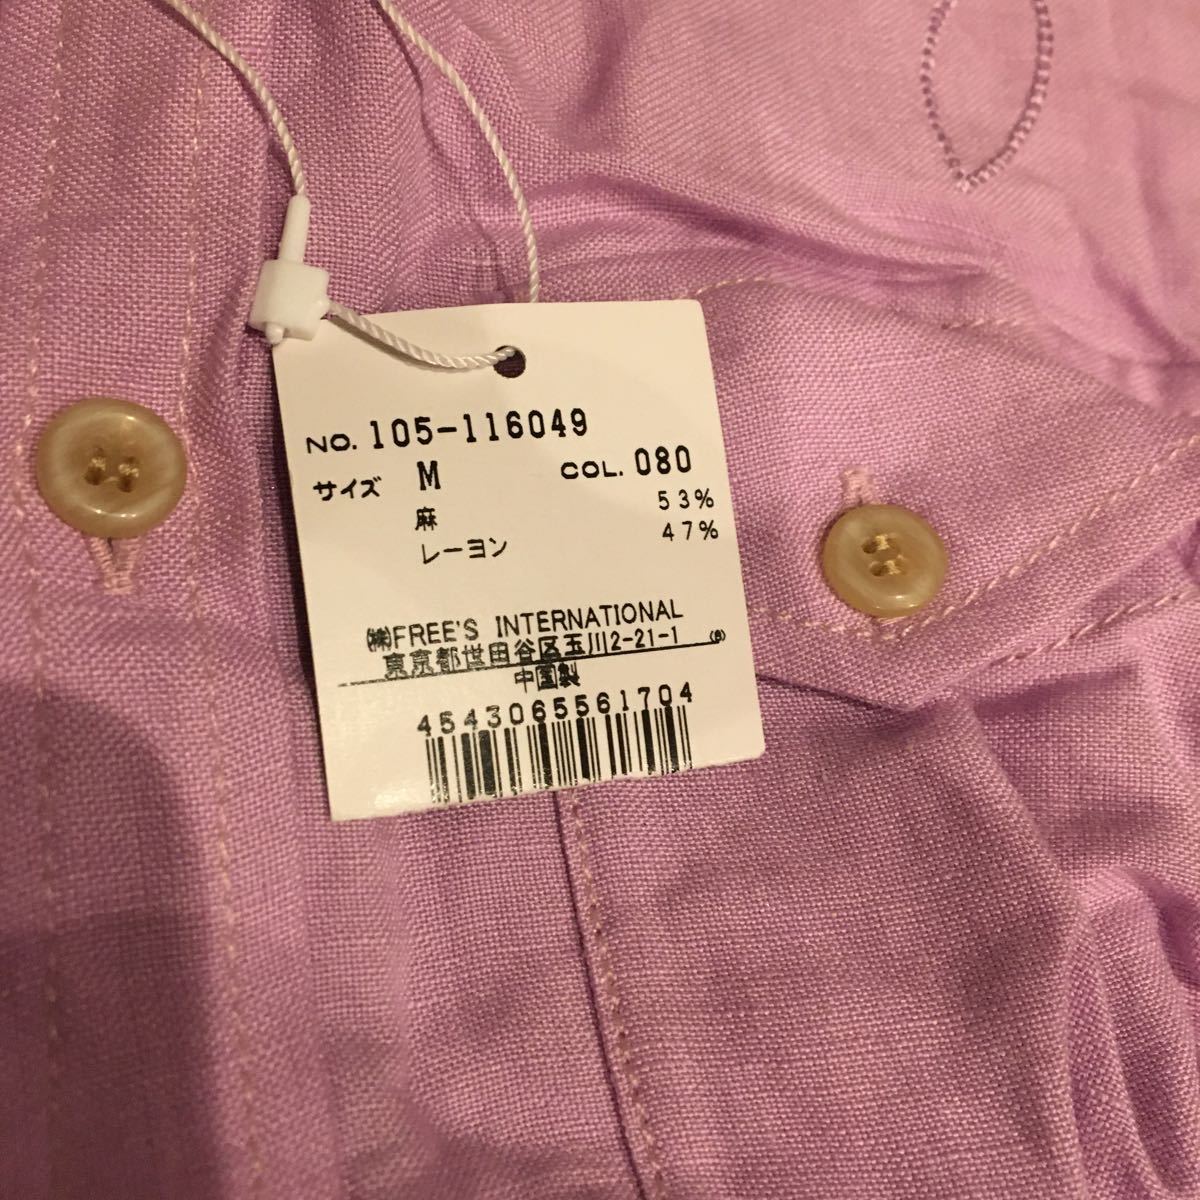 NO. 105-116049
サイズ M COL. 080
麻 53%
レーヨン 47%
㈱FREE'S INTERNATIONAL
東京都世田谷区玉川2-21-1
中国製
4543065561704